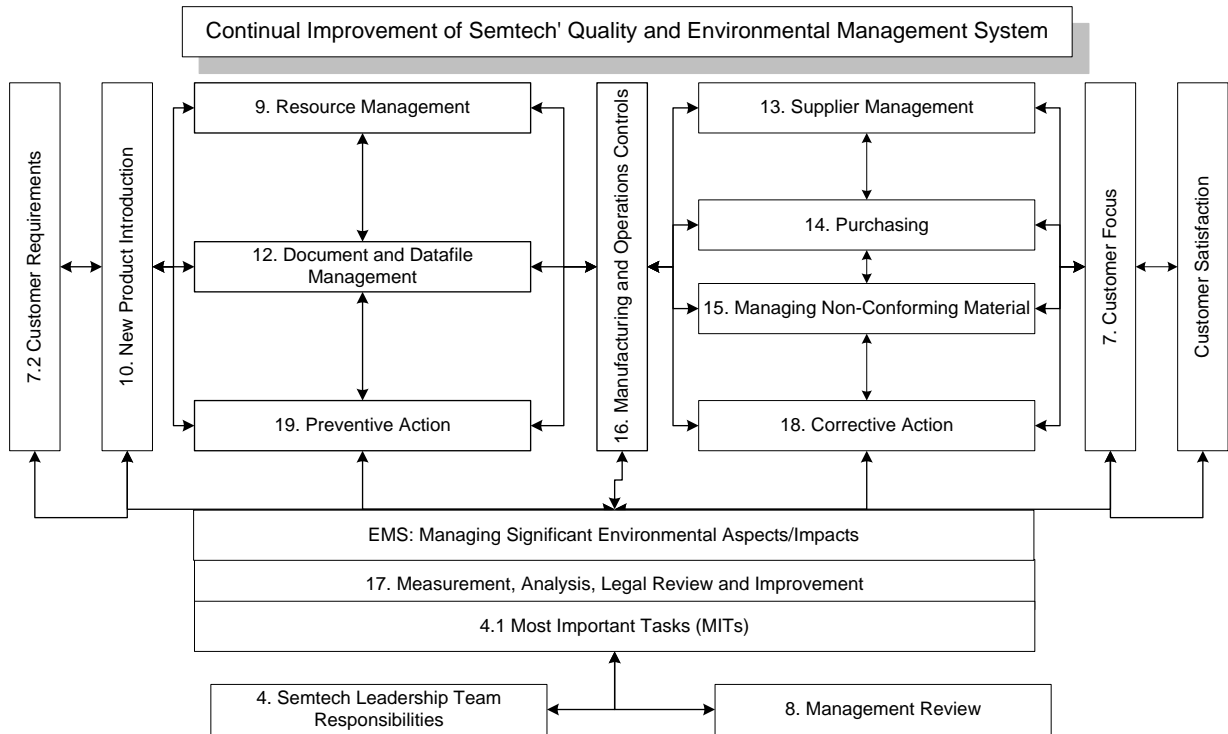 Continual Improvement of Semtech' Quality and Environmental Management System
7.2 Customer Requirements
10. New Product Introduction
9. Resource Management
12. Document and Datafile
Management
19. Preventive Action
16. Manufacturing and Operations Controls
13. Supplier Management
14. Purchasing
15. Managing Non-Conforming Material
18. Corrective Action
7. Customer Focus
Customer Satisfaction
EMS: Managing Significant Environmental Aspects/Impacts
17. Measurement, Analysis, Legal Review and Improvement
4.1 Most Important Tasks (MITs)
4. Semtech Leadership Team
Responsibilities
8. Management Review